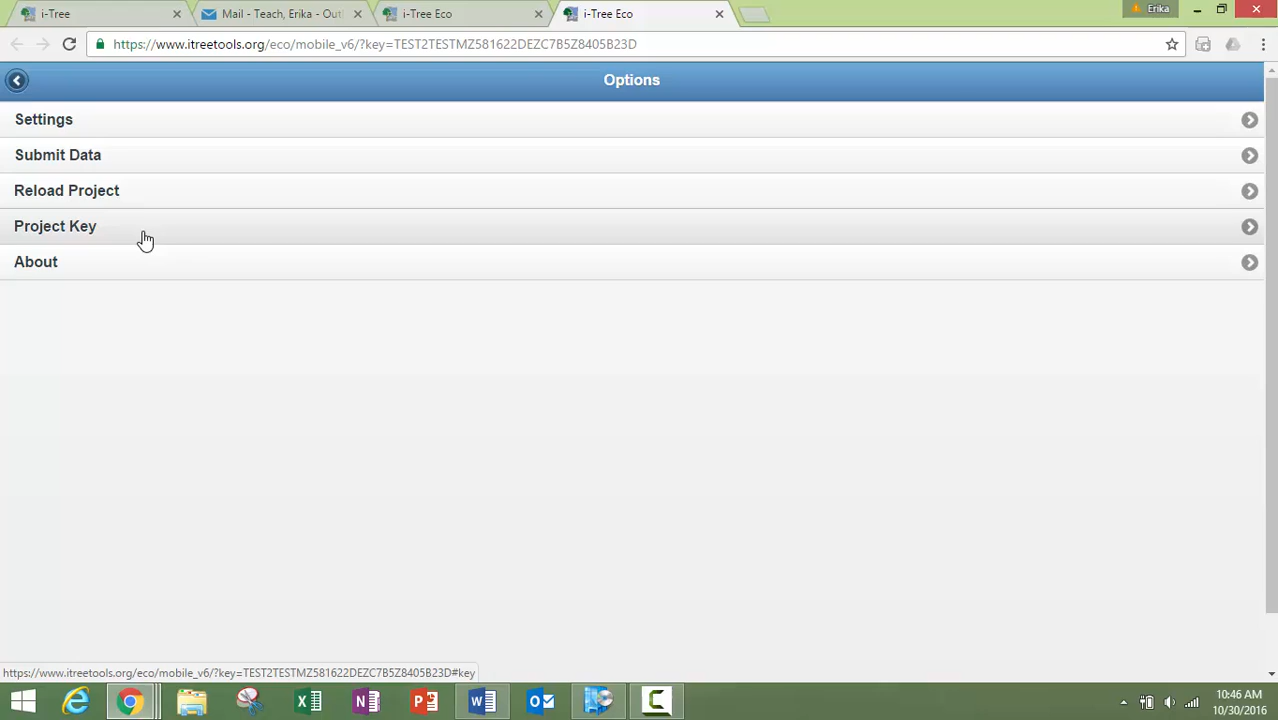 i-Tree
Mail - Teach, Erika - Outl
i-Tree Eco
i-Tree Eco
Erika
https://www.itreetools.org/eco/mobile_v6/?key=TEST2TESTMZ581622DEZC7B5Z8405B23D
Options
Settings
Submit Data
Reload Project
Project Key
About
https://www.itreetools.org/eco/mobile_v6/?key=TEST2TESTMZ581622DEZC7B5Z8405B23D#key
10:46 AM
10/30/2016